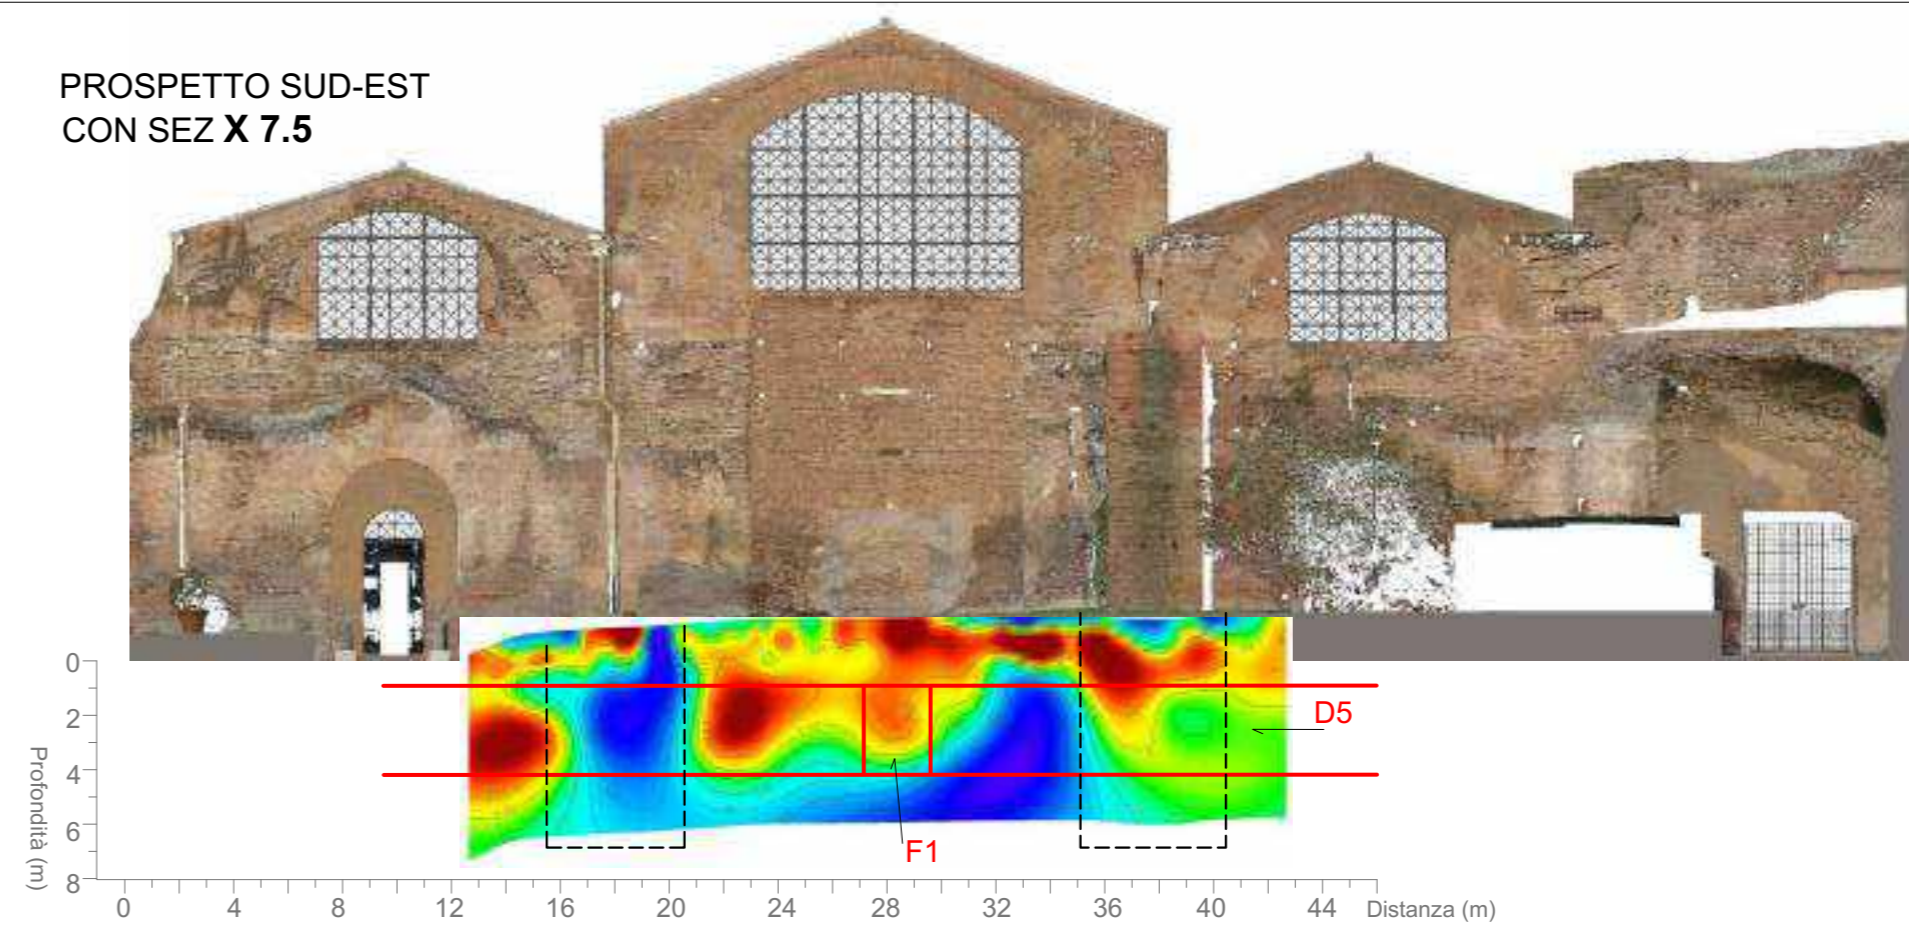 PROSPETTO SUD-EST
CON SEZ X 7.5
0
2
4
6
8
Profondità (m)
D5
F1
0 4 8 12 16 20 24 28 32 36 40 44 Distanza (m)